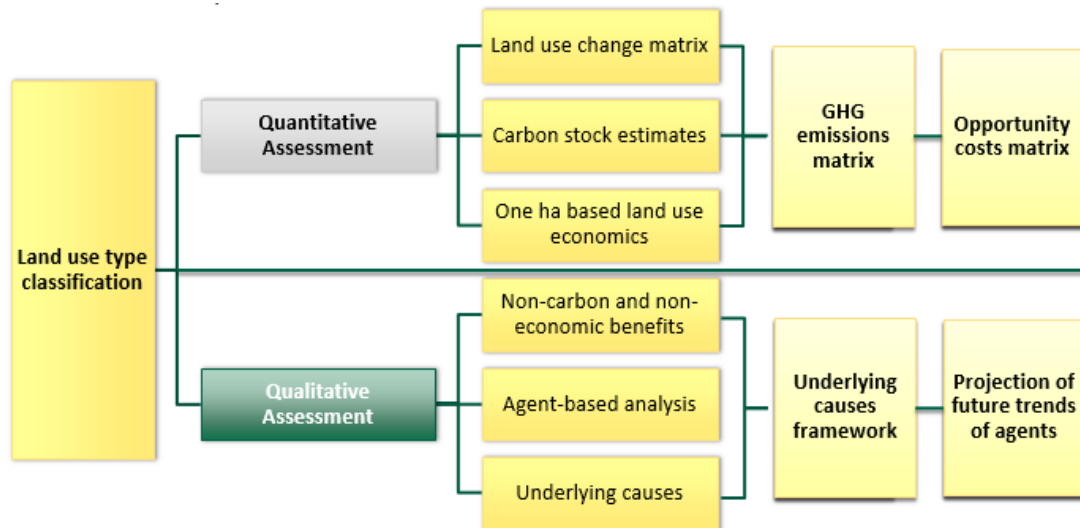 Land use type
classification
Quantitative
Assessment
Land use change matrix
Carbon stock estimates
One ha based land use
economics
GHG
emissions
matrix
Opportunity
costs matrix
Qualitative
Assessment
Non-carbon and non-
economic benefits
Agent-based analysis
Underlying causes
Underlying
causes
framework
Projection of
future trends
of agents